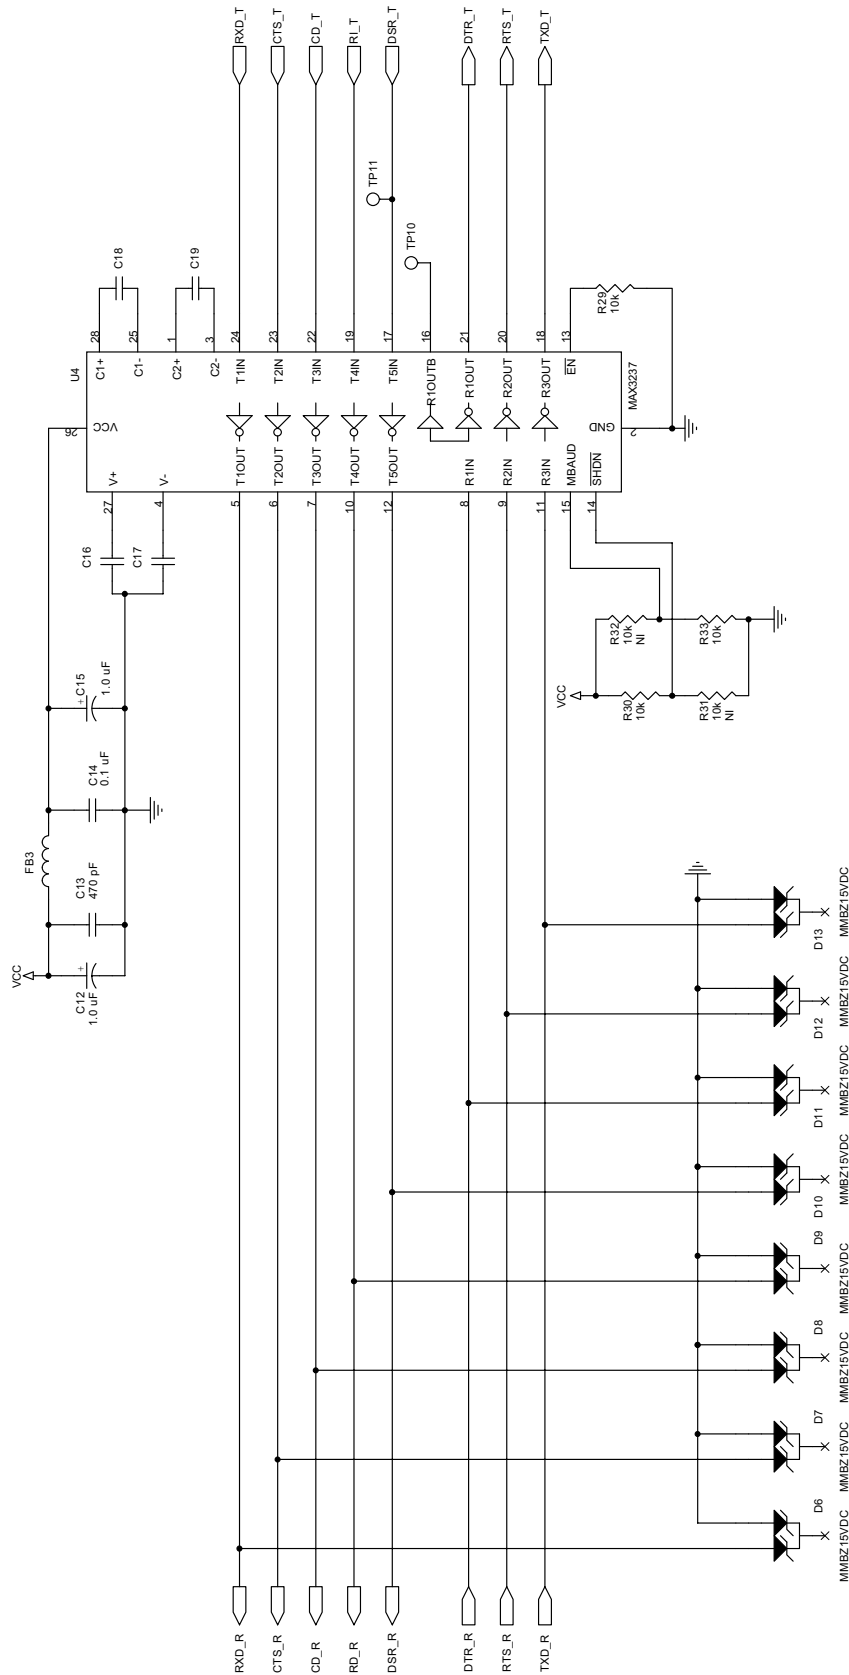 RXD_T
CTS_T
CD_T
RI_T
DSR_T
DTR_T
RTS_T
TXD_T
TP11
TP10
C18
C19
R29
10k
28
25
1
3
24
23
22
19
17
16
21
20
18
13
U4
C1+
C1-
C2+
C2-
T1IN
T2IN
T3IN
T4IN
T5IN
R1OUTB
R1OUT
R2OUT
R3OUT
EN
MAX3237
26
VCC
GND
2
V+
V-
T1OUT
T2OUT
T3OUT
T4OUT
T5OUT
R1IN
R2IN
R3IN
MBAUD
SHDN
27
4
5
6
7
10
12
8
9
11
15
14
C16
C17
C15
+
1.0 uF
C14
0.1 uF
FB3
C13
470 pF
VCC
C12
+
1.0 uF
R32
10k
NI
R33
10k
VCC
R30
10k
R31
10k
NI
D13
MMBZ15VDC
D12
MMBZ15VDC
D11
MMBZ15VDC
D10
MMBZ15VDC
D9
MMBZ15VDC
D8
MMBZ15VDC
D7
MMBZ15VDC
D6
MMBZ15VDC
RXD_R
CTS_R
CD_R
RD_R
DSR_R
DTR_R
RTS_R
TXD_R